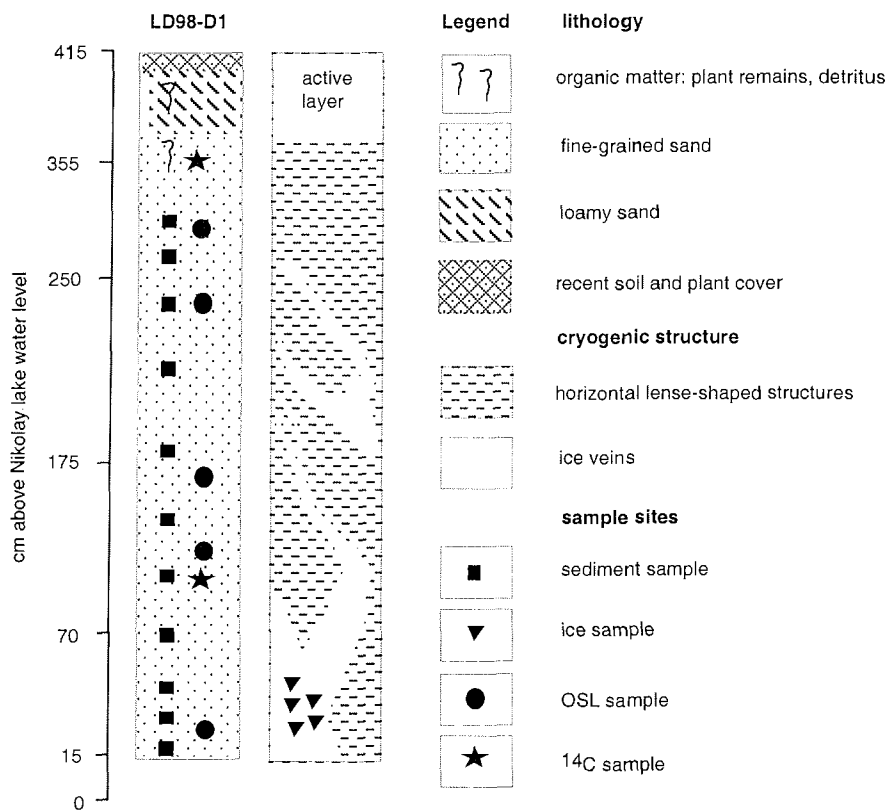 LD98-D1
Legend
lithology
415
355
250
175
70
15
0
cm above Nikolay lake water level
active
layer
organic matter: plant remains, detritus
fine-grained sand
loamy sand
recent soil and plant cover
cryogenic structure
horizontal lense-shaped structures
ice veins
sample sites
sediment sample
ice sample
OSL sample
14C sample